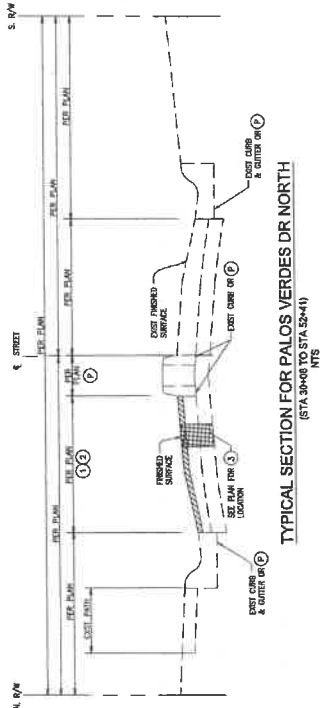 N. R/W
S. R/W
℄ STREET
PER PLAN
PER PLAN
PER PLAN
PER PLAN
PER PLAN
① ②
PER PLAN
Ⓟ
PER PLAN
PER PLAN
EXIST PATH
FINISHED SURFACE
EXIST FINISHED SURFACE
SEE PLAN FOR ③ LOCATION
EXIST CURB OR Ⓟ
EXIST CURB & GUTTER OR Ⓟ
EXIST CURB & GUTTER OR Ⓟ
TYPICAL SECTION FOR PALOS VERDES DR NORTH
(STA 30+08 TO STA 52+41)
NTS